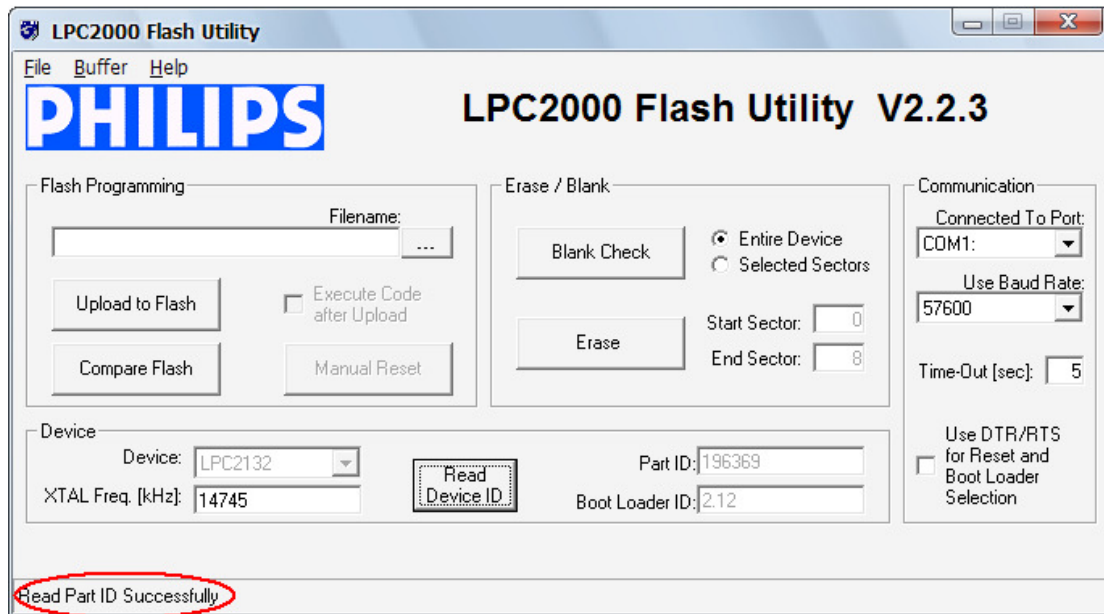 LPC2000 Flash Utility
File Buffer Help
PHILIPS
LPC2000 Flash Utility V2.2.3
Flash Programming
Filename:
...
Upload to Flash
Execute Code
after Upload
Compare Flash
Manual Reset
Erase / Blank
Blank Check
Entire Device
Selected Sectors
Erase
Start Sector: 0
End Sector: 8
Communication
Connected To Port:
COM1:
Use Baud Rate:
57600
Time-Out [sec]: 5
Use DTR/RTS
for Reset and
Boot Loader
Selection
Device
Device: LPC2132
XTAL Freq. [kHz]: 14745
Read
Device ID
Part ID: 196369
Boot Loader ID: 2.12
Read Part ID Successfully